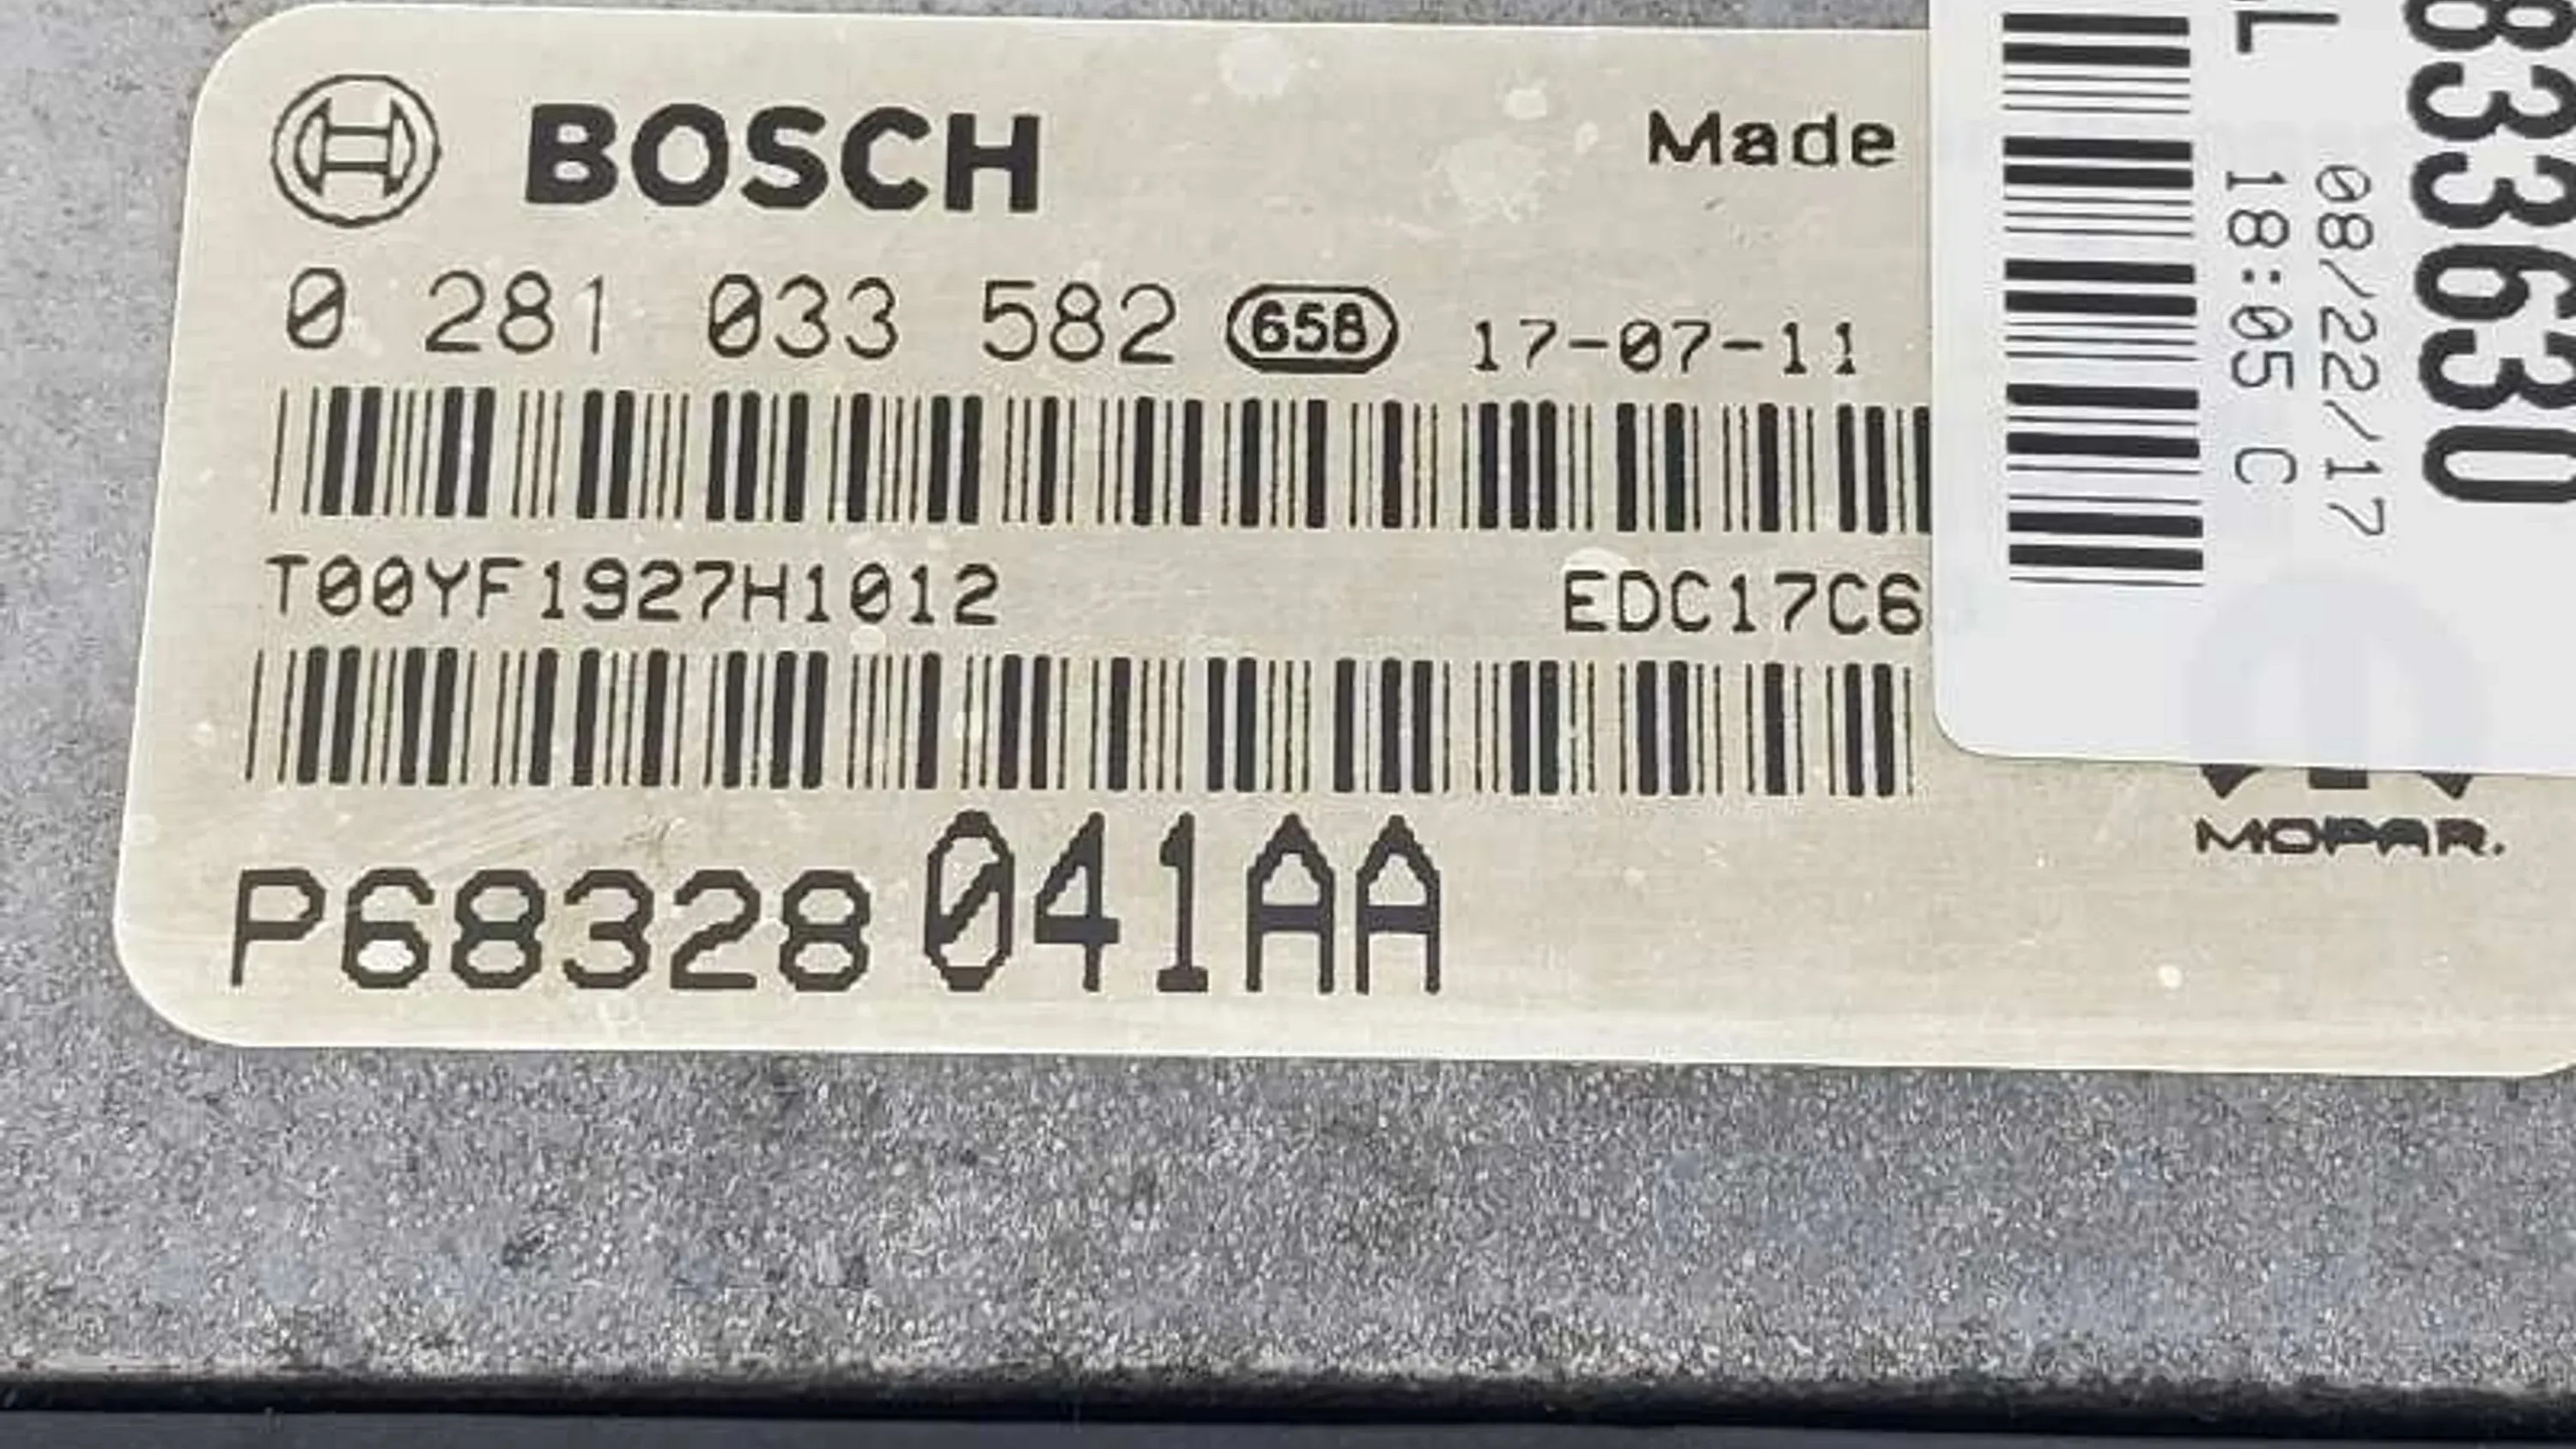 BOSCH
Made
0 281 033 582 658 17-07-11
T00YF1927H1012
EDC17C6
P68328041AA
MOPAR.
833630
08/22/17
18:05 C